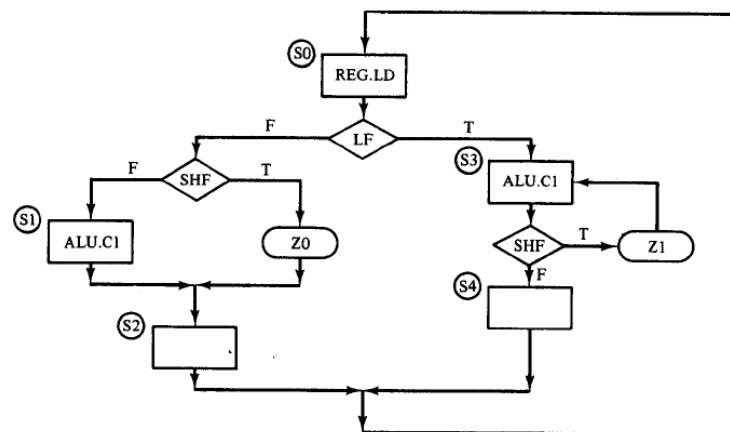 S0
REG.LD
F
LF
T
F
SHF
T
S3
ALU.C1
S1
ALU.C1
Z0
SHF
T
Z1
F
S4
S2